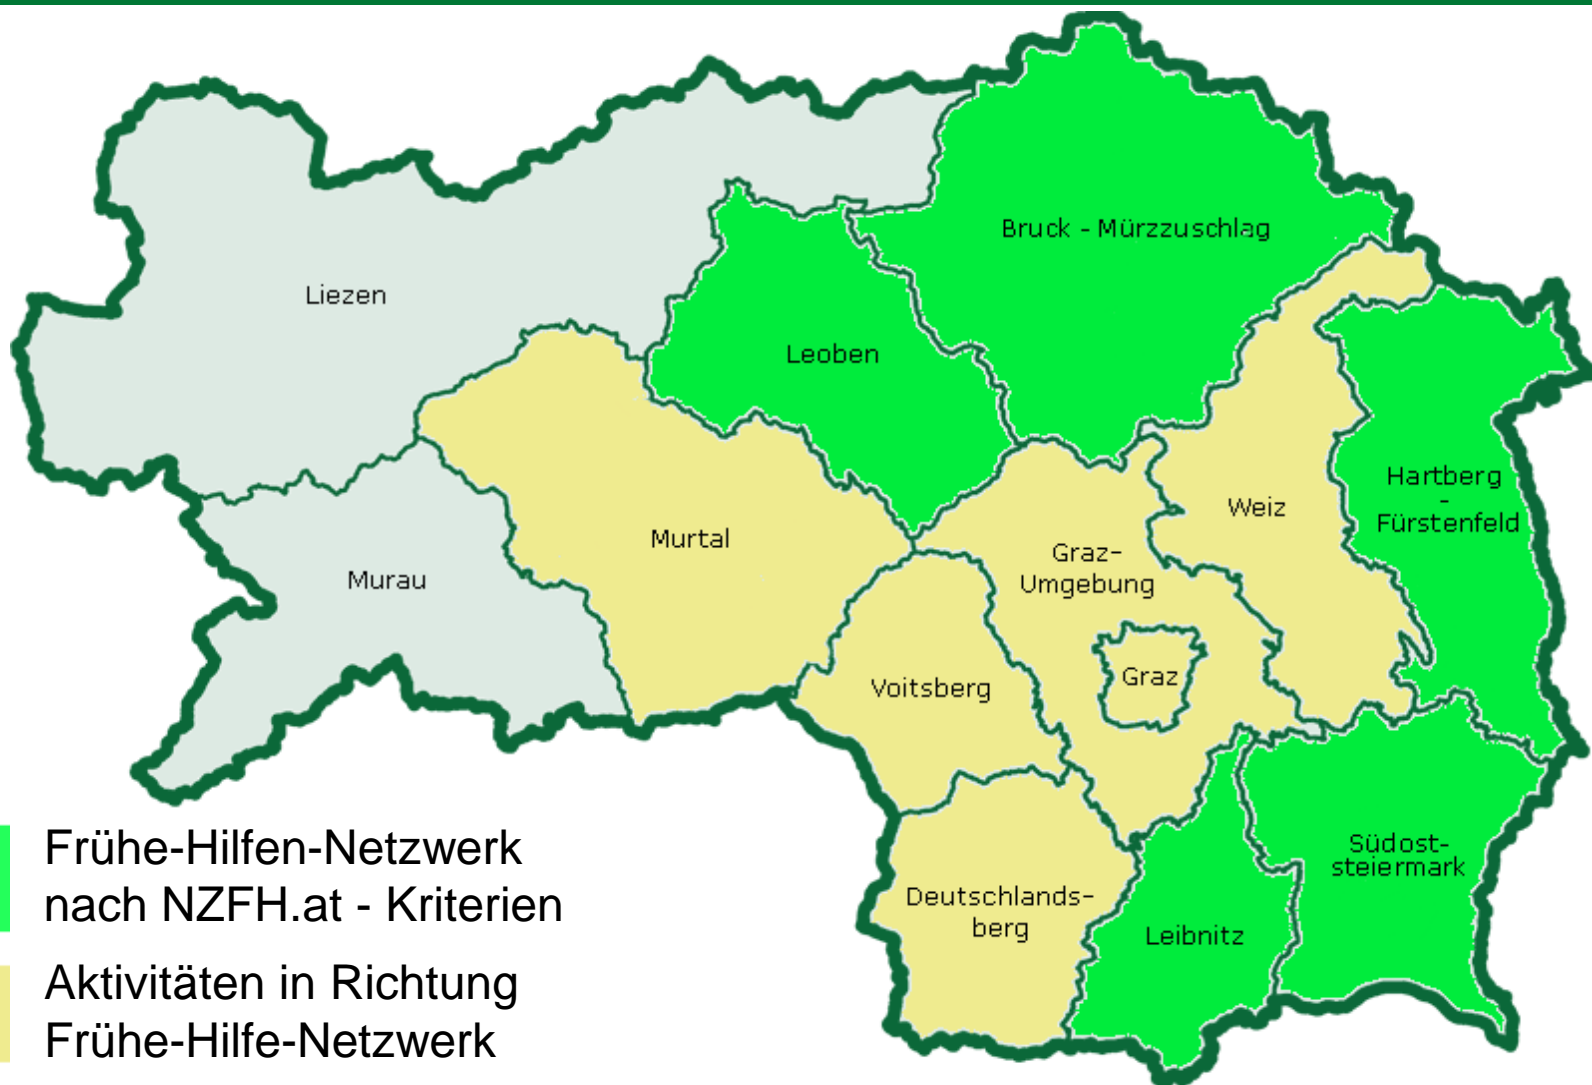 Bruck - Mürzzuschlag
Liezen
Leoben
Hartberg
-
Fürstenfeld
Weiz
Murtal
Graz-
Umgebung
Murau
Graz
Voitsberg
Südost-
steiermark
Deutschlands-
berg
Leibnitz
Frühe-Hilfen-Netzwerk
nach NZFH.at - Kriterien
Aktivitäten in Richtung
Frühe-Hilfe-Netzwerk